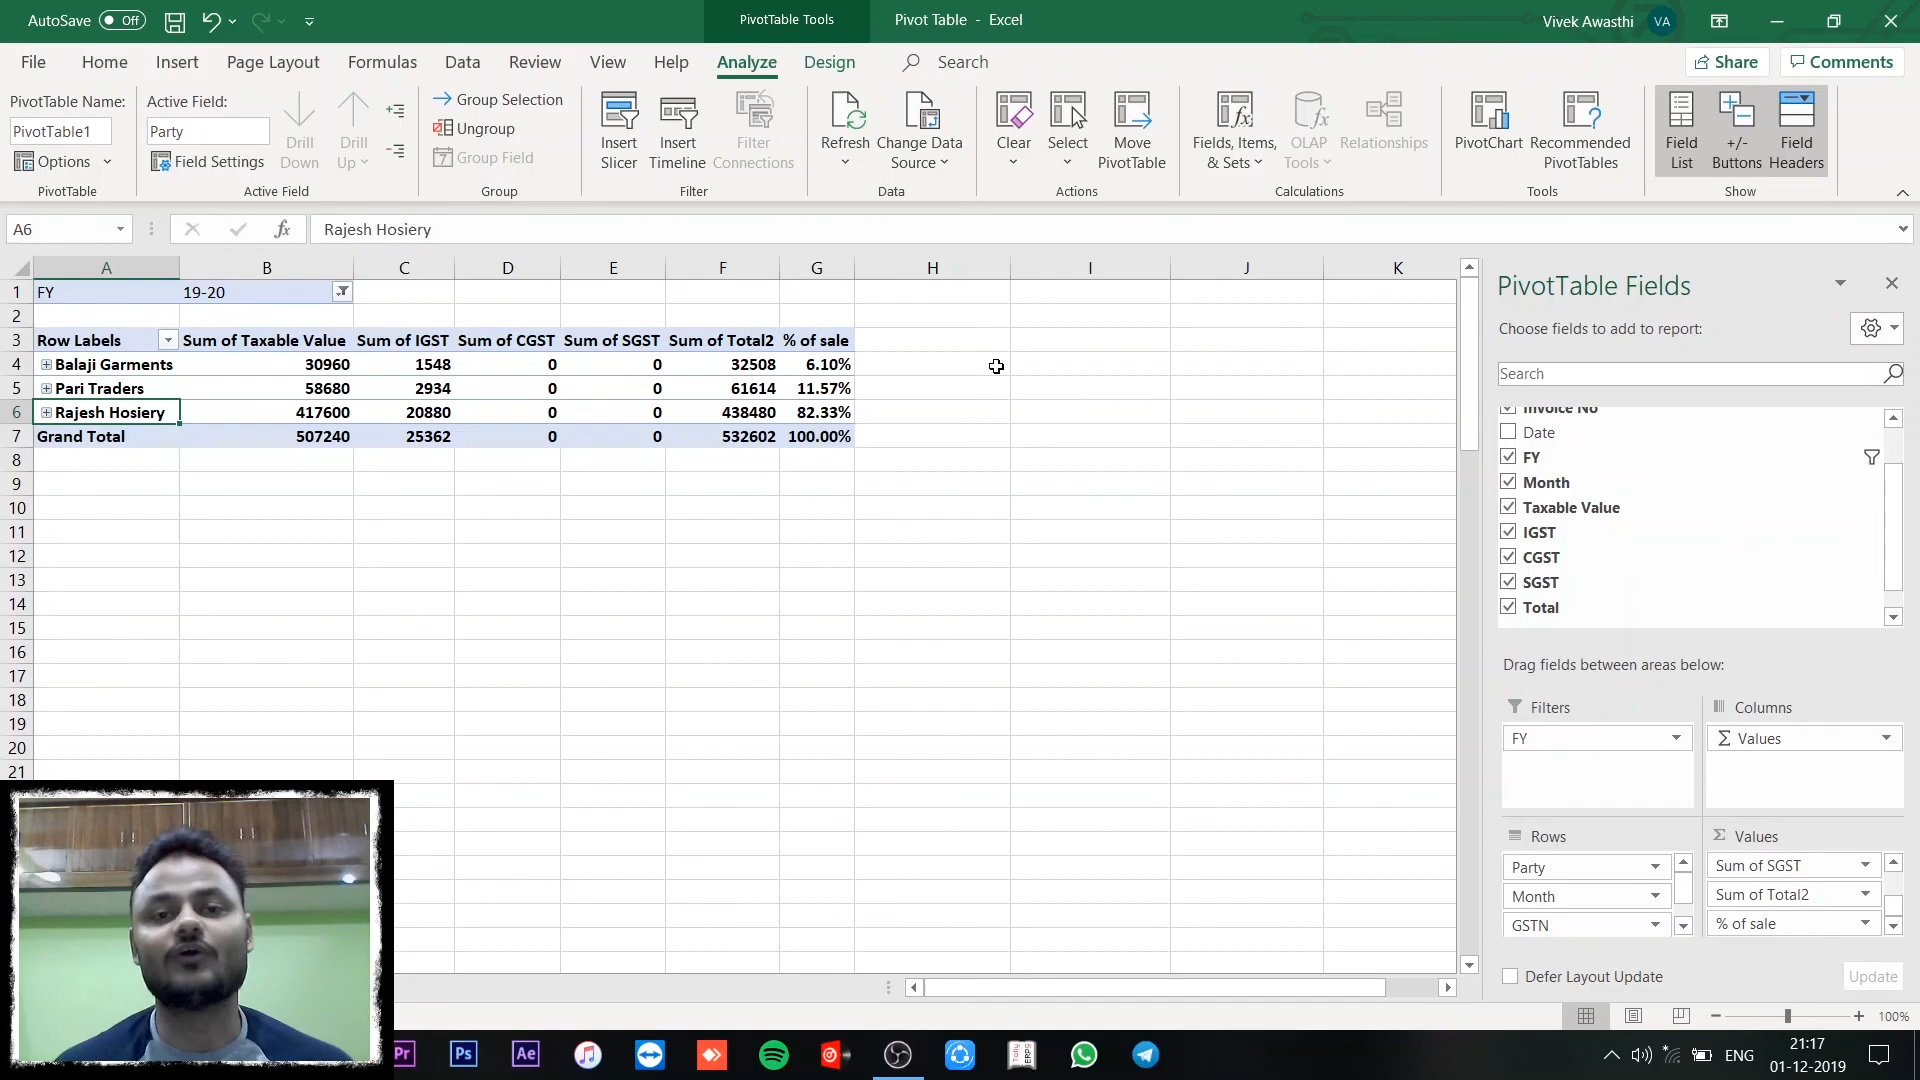 AutoSave Off
PivotTable Tools
Pivot Table - Excel
Vivek Awasthi VA
File Home Insert Page Layout Formulas Data Review View Help Analyze Design Search
Share Comments
PivotTable Name:
PivotTable1
Options
PivotTable
Active Field:
Party
Field Settings
Drill Down
Drill Up
Active Field
Group Selection
Ungroup
7 Group Field
Group
Insert Slicer
Insert Timeline
Filter Connections
Filter
Refresh
Change Data Source
Data
Clear
Select
Move PivotTable
Actions
Fields, Items, & Sets
OLAP Tools
Relationships
Calculations
PivotChart
Recommended PivotTables
Tools
Field List
+/- Buttons
Field Headers
Show
A6 fx Rajesh Hosiery
A B C D E F G H I J K
1 FY 19-20
2
3 Row Labels Sum of Taxable Value Sum of IGST Sum of CGST Sum of SGST Sum of Total2 % of sale
4 Balaji Garments 30960 1548 0 0 32508 6.10%
5 Pari Traders 58680 2934 0 0 61614 11.57%
6 Rajesh Hosiery 417600 20880 0 0 438480 82.33%
7 Grand Total 507240 25362 0 0 532602 100.00%
8
9
10
11
12
13
14
15
16
17
18
19
20
21
PivotTable Fields
Choose fields to add to report:
Search
Invoice No
Date
FY
Month
Taxable Value
IGST
CGST
SGST
Total
Drag fields between areas below:
Filters
FY
Columns
Σ Values
Rows
Party
Month
GSTN
Σ Values
Sum of SGST
Sum of Total2
% of sale
Defer Layout Update
Update
100%
Pr Ps Ae
Tally ERP9
ENG
21:17
01-12-2019